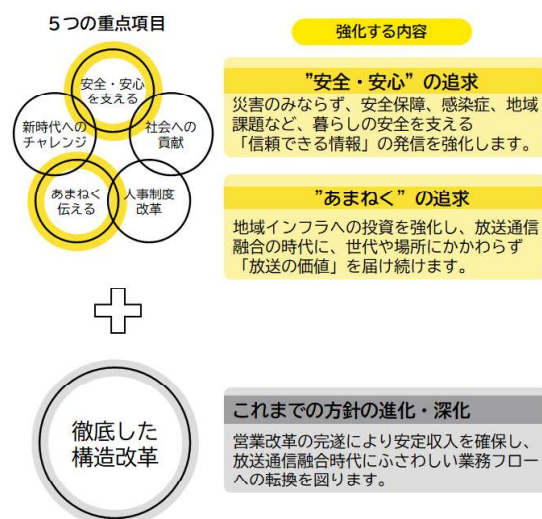 ５つの重点項目
強化する内容
安全・安心
を支える
新時代への
チャレンジ
社会への
貢献
あまねく
伝える
人事制度
改革
”安全・安心” の追求
災害のみならず、安全保障、感染症、地域
課題など、暮らしの安全を支える
「信頼できる情報」の発信を強化します。
”あまねく” の追求
地域インフラへの投資を強化し、放送通信
融合の時代に、世代や場所にかかわらず
「放送の価値」を届け続けます。
徹底した
構造改革
これまでの方針の進化・深化
営業改革の完遂により安定収入を確保し、
放送通信融合時代にふさわしい業務フロー
への転換を図ります。